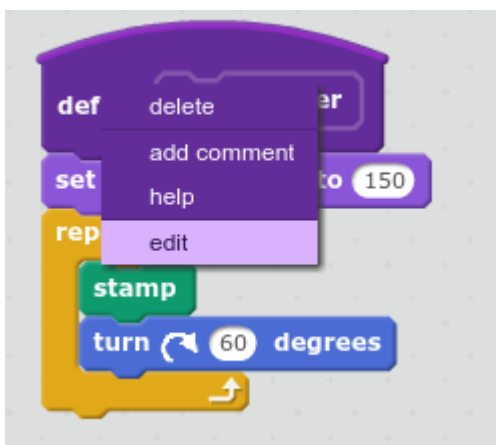 def delete er
add comment
set to 150
help
rep
edit
stamp
turn 60 degrees